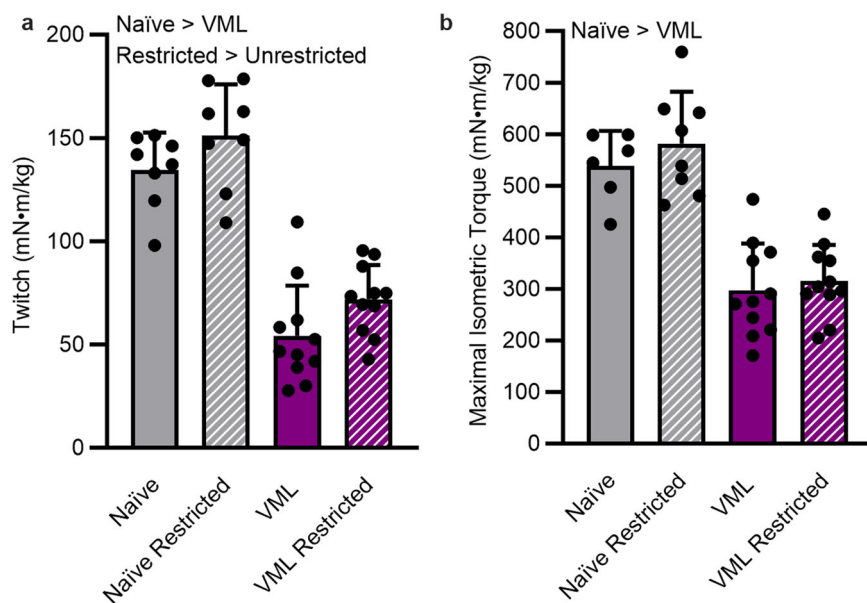 a
Naïve > VML
Restricted > Unrestricted
Twitch (mN•m/kg)
200
150
100
50
0
Naïve
Naïve Restricted
VML
VML Restricted
b
Naïve > VML
Maximal Isometric Torque (mN•m/kg)
800
700
600
500
400
300
200
100
0
Naïve
Naïve Restricted
VML
VML Restricted